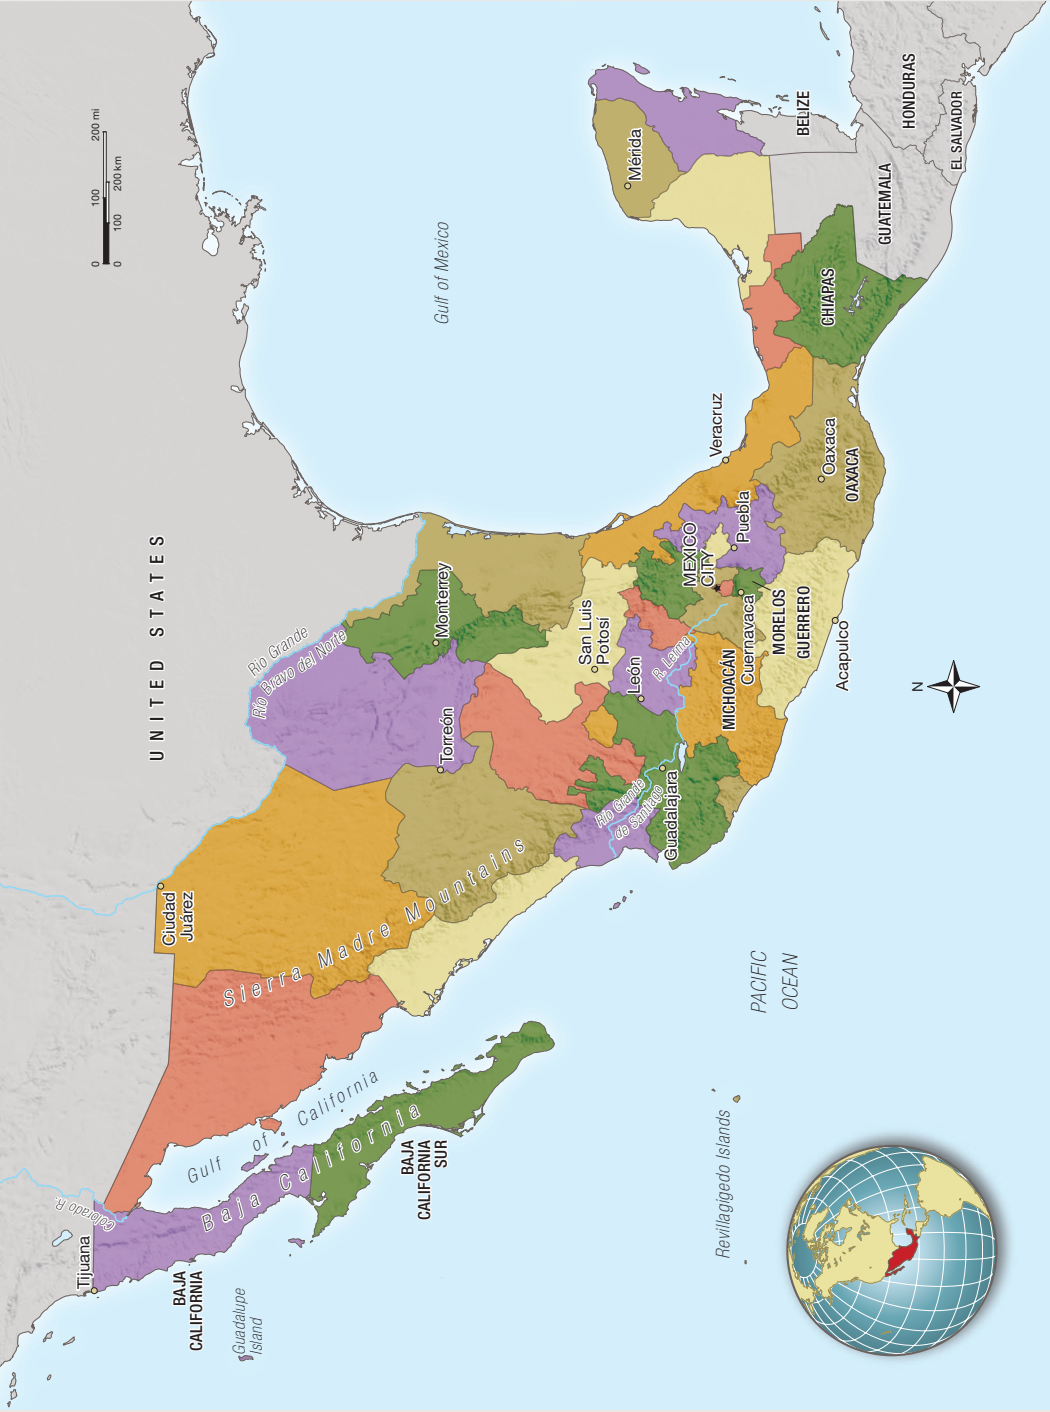 0
100
200 mi
0
100
200 km
UNITED STATES
Tijuana
Colorado R.
BAJA
CALIFORNIA
Guadalupe
Island
Baja California
BAJA
CALIFORNIA
SUR
Gulf of California
Ciudad
Juárez
Sierra Madre Mountains
Rio Grande
Río Bravo del Norte
Torreón
Monterrey
Gulf of Mexico
San Luis
Potosí
León
R. Lerma
Río Grande
de Santiago
Guadalajara
MEXICO
CITY
Puebla
Veracruz
Mérida
Cuernavaca
MICHOACÁN
MORELOS
GUERRERO
Acapulco
Oaxaca
OAXACA
CHIAPAS
BELIZE
GUATEMALA
HONDURAS
EL SALVADOR
PACIFIC
OCEAN
Revillagigedo Islands
N